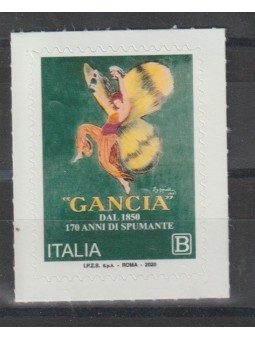 "GANCIA"
DAL 1850
170 ANNI DI SPUMANTE
ITALIA B
I.P.Z.S. S.p.A. - ROMA - 2020